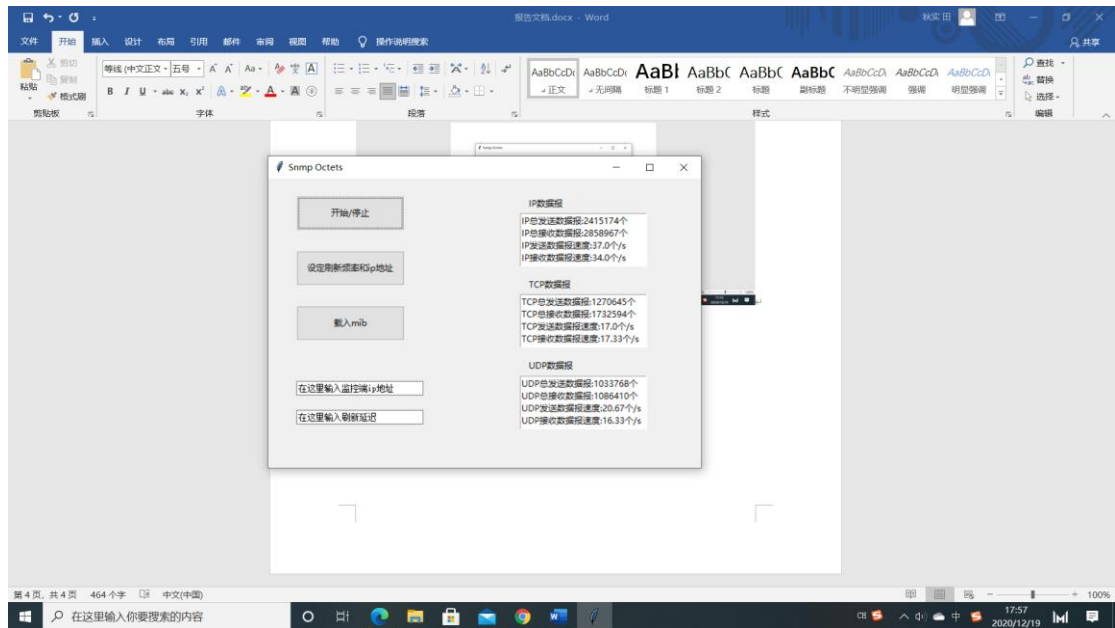 报告文档.docx - Word
秋实 田
文件 开始 插入 设计 布局 引用 邮件 审阅 视图 帮助 操作说明搜索
共享
粘贴
剪切
复制
格式刷
剪贴板
等线 (中文正文 五号 A A Aa
B I U abc X₂ X² A A A
字体
段落
AaBbCcDc AaBbCcDc AaBl AaBbC AaBbC AaBbC AaBbCcD AaBbCcD AaBbCcD
正文 无间隔 标题 1 标题 2 标题 副标题 不明显强调 强调 明显强调
样式
查找
替换
选择
编辑
Snmp Octets
Snmp Octets
开始/停止
设定刷新频率和ip地址
载入mib
在这里输入监控端ip地址
在这里输入刷新延迟
IP数据报
IP总发送数据报:2415174个
IP总接收数据报:2858967个
IP发送数据报速度:37.0个/s
IP接收数据报速度:34.0个/s
TCP数据报
TCP总发送数据报:1270645个
TCP总接收数据报:1732594个
TCP发送数据报速度:17.0个/s
TCP接收数据报速度:17.33个/s
UDP数据报
UDP总发送数据报:1033768个
UDP总接收数据报:1086410个
UDP发送数据报速度:20.67个/s
UDP接收数据报速度:16.33个/s
第 4 页, 共 4 页 464 个字 中文(中国)
100%
在这里输入你要搜索的内容
CH 中
17:57
2020/12/19